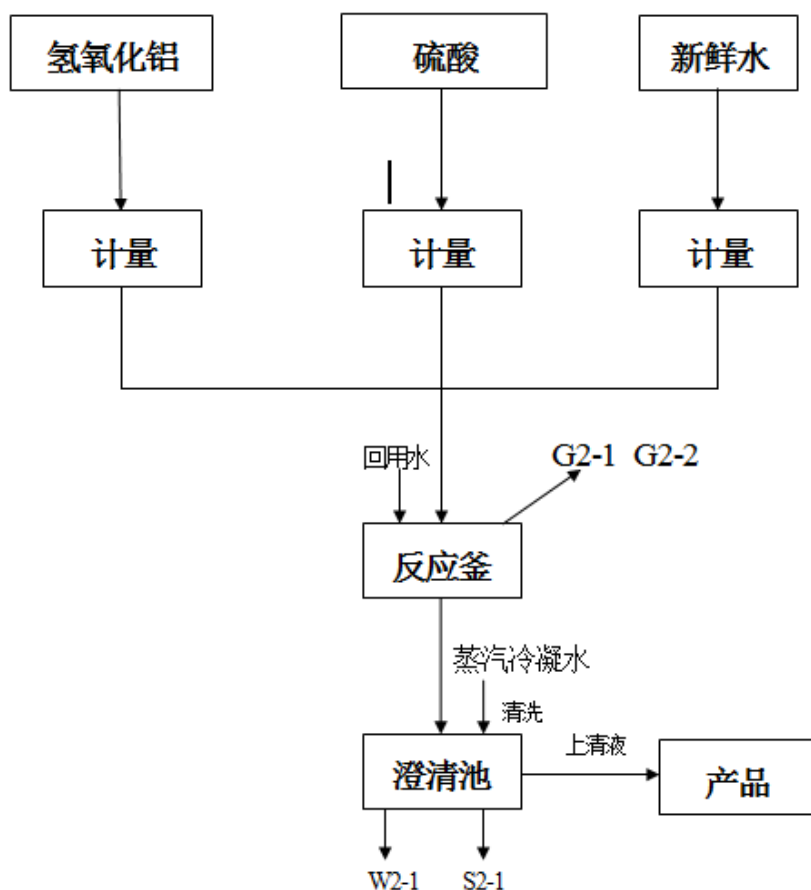 氢氧化铝
硫酸
新鲜水
计量
计量
计量
回用水
G2-1 G2-2
反应釜
蒸汽冷凝水
清洗
上清液
澄清池
产品
W2-1
S2-1